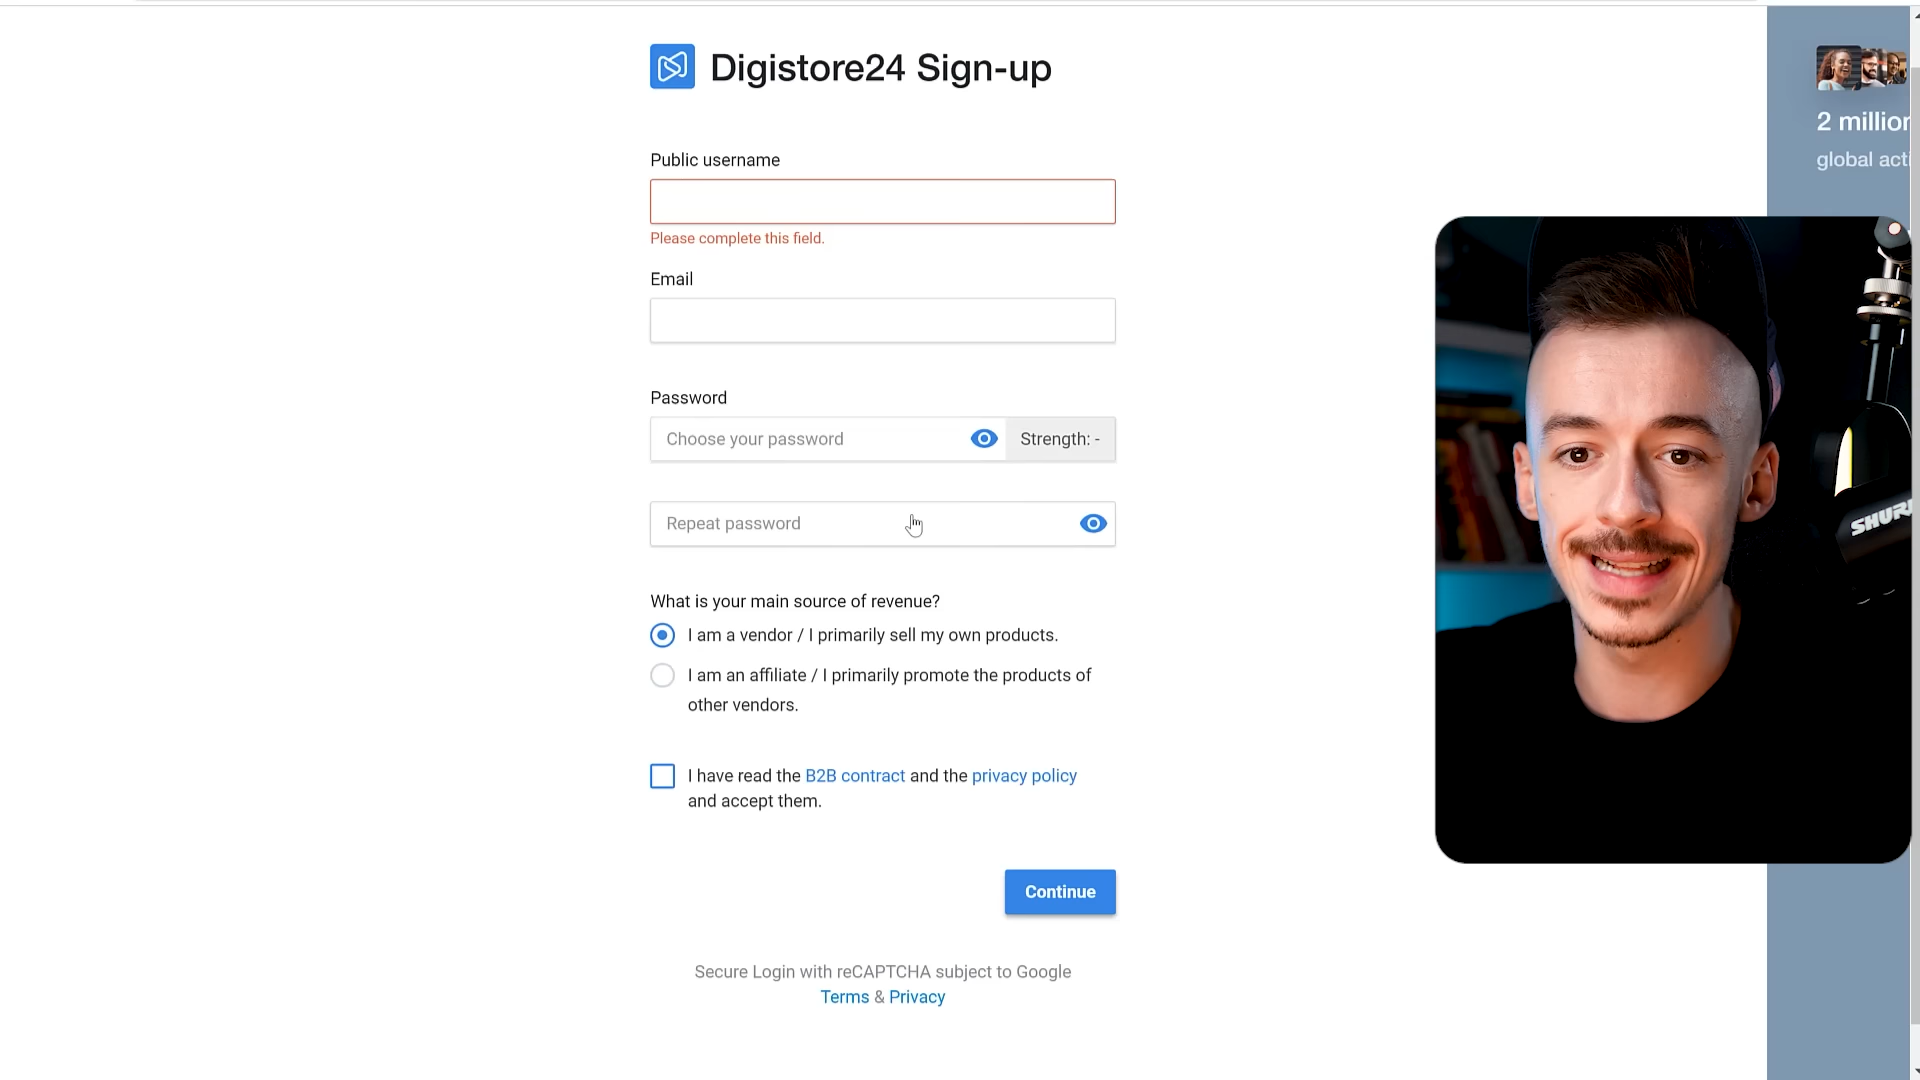 Digistore24 Sign-up
2 million
global acti
Public username
Please complete this field.
Email
Password
Choose your password
Strength: -
Repeat password
SHURE
What is your main source of revenue?
I am a vendor / I primarily sell my own products.
I am an affiliate / I primarily promote the products of
other vendors.
I have read the B2B contract and the privacy policy
and accept them.
Continue
Secure Login with reCAPTCHA subject to Google
Terms & Privacy